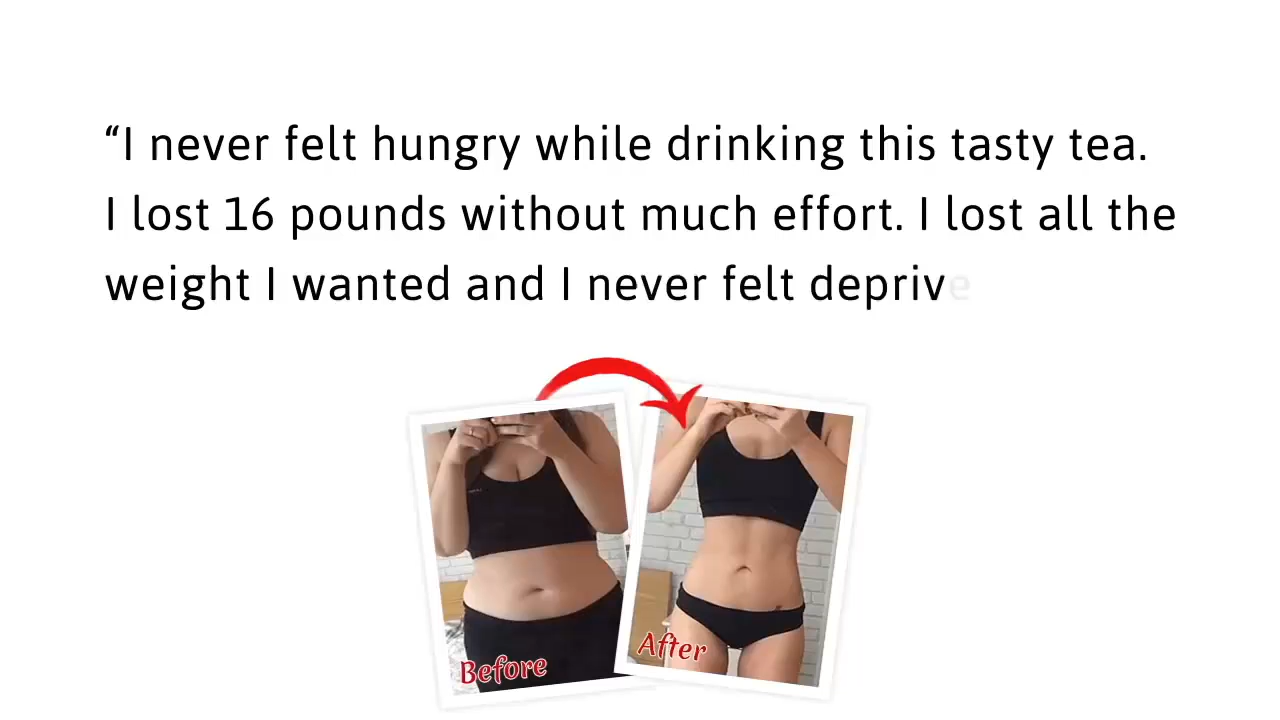 “I never felt hungry while drinking this tasty tea.
I lost 16 pounds without much effort. I lost all the
weight I wanted and I never felt deprive
Before
After